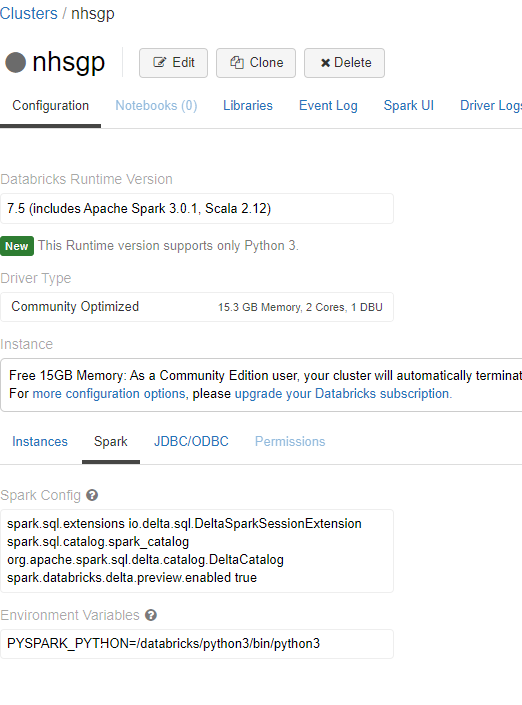 Clusters / nhsgp
nhsgp
Edit
Clone
Delete
Configuration
Notebooks (0)
Libraries
Event Log
Spark UI
Driver Logs
Databricks Runtime Version
7.5 (includes Apache Spark 3.0.1, Scala 2.12)
New This Runtime version supports only Python 3.
Driver Type
Community Optimized 15.3 GB Memory, 2 Cores, 1 DBU
Instance
Free 15GB Memory: As a Community Edition user, your cluster will automatically terminat
For more configuration options, please upgrade your Databricks subscription.
Instances
Spark
JDBC/ODBC
Permissions
Spark Config ?
spark.sql.extensions io.delta.sql.DeltaSparkSessionExtension
spark.sql.catalog.spark_catalog
org.apache.spark.sql.delta.catalog.DeltaCatalog
spark.databricks.delta.preview.enabled true
Environment Variables ?
PYSPARK_PYTHON=/databricks/python3/bin/python3